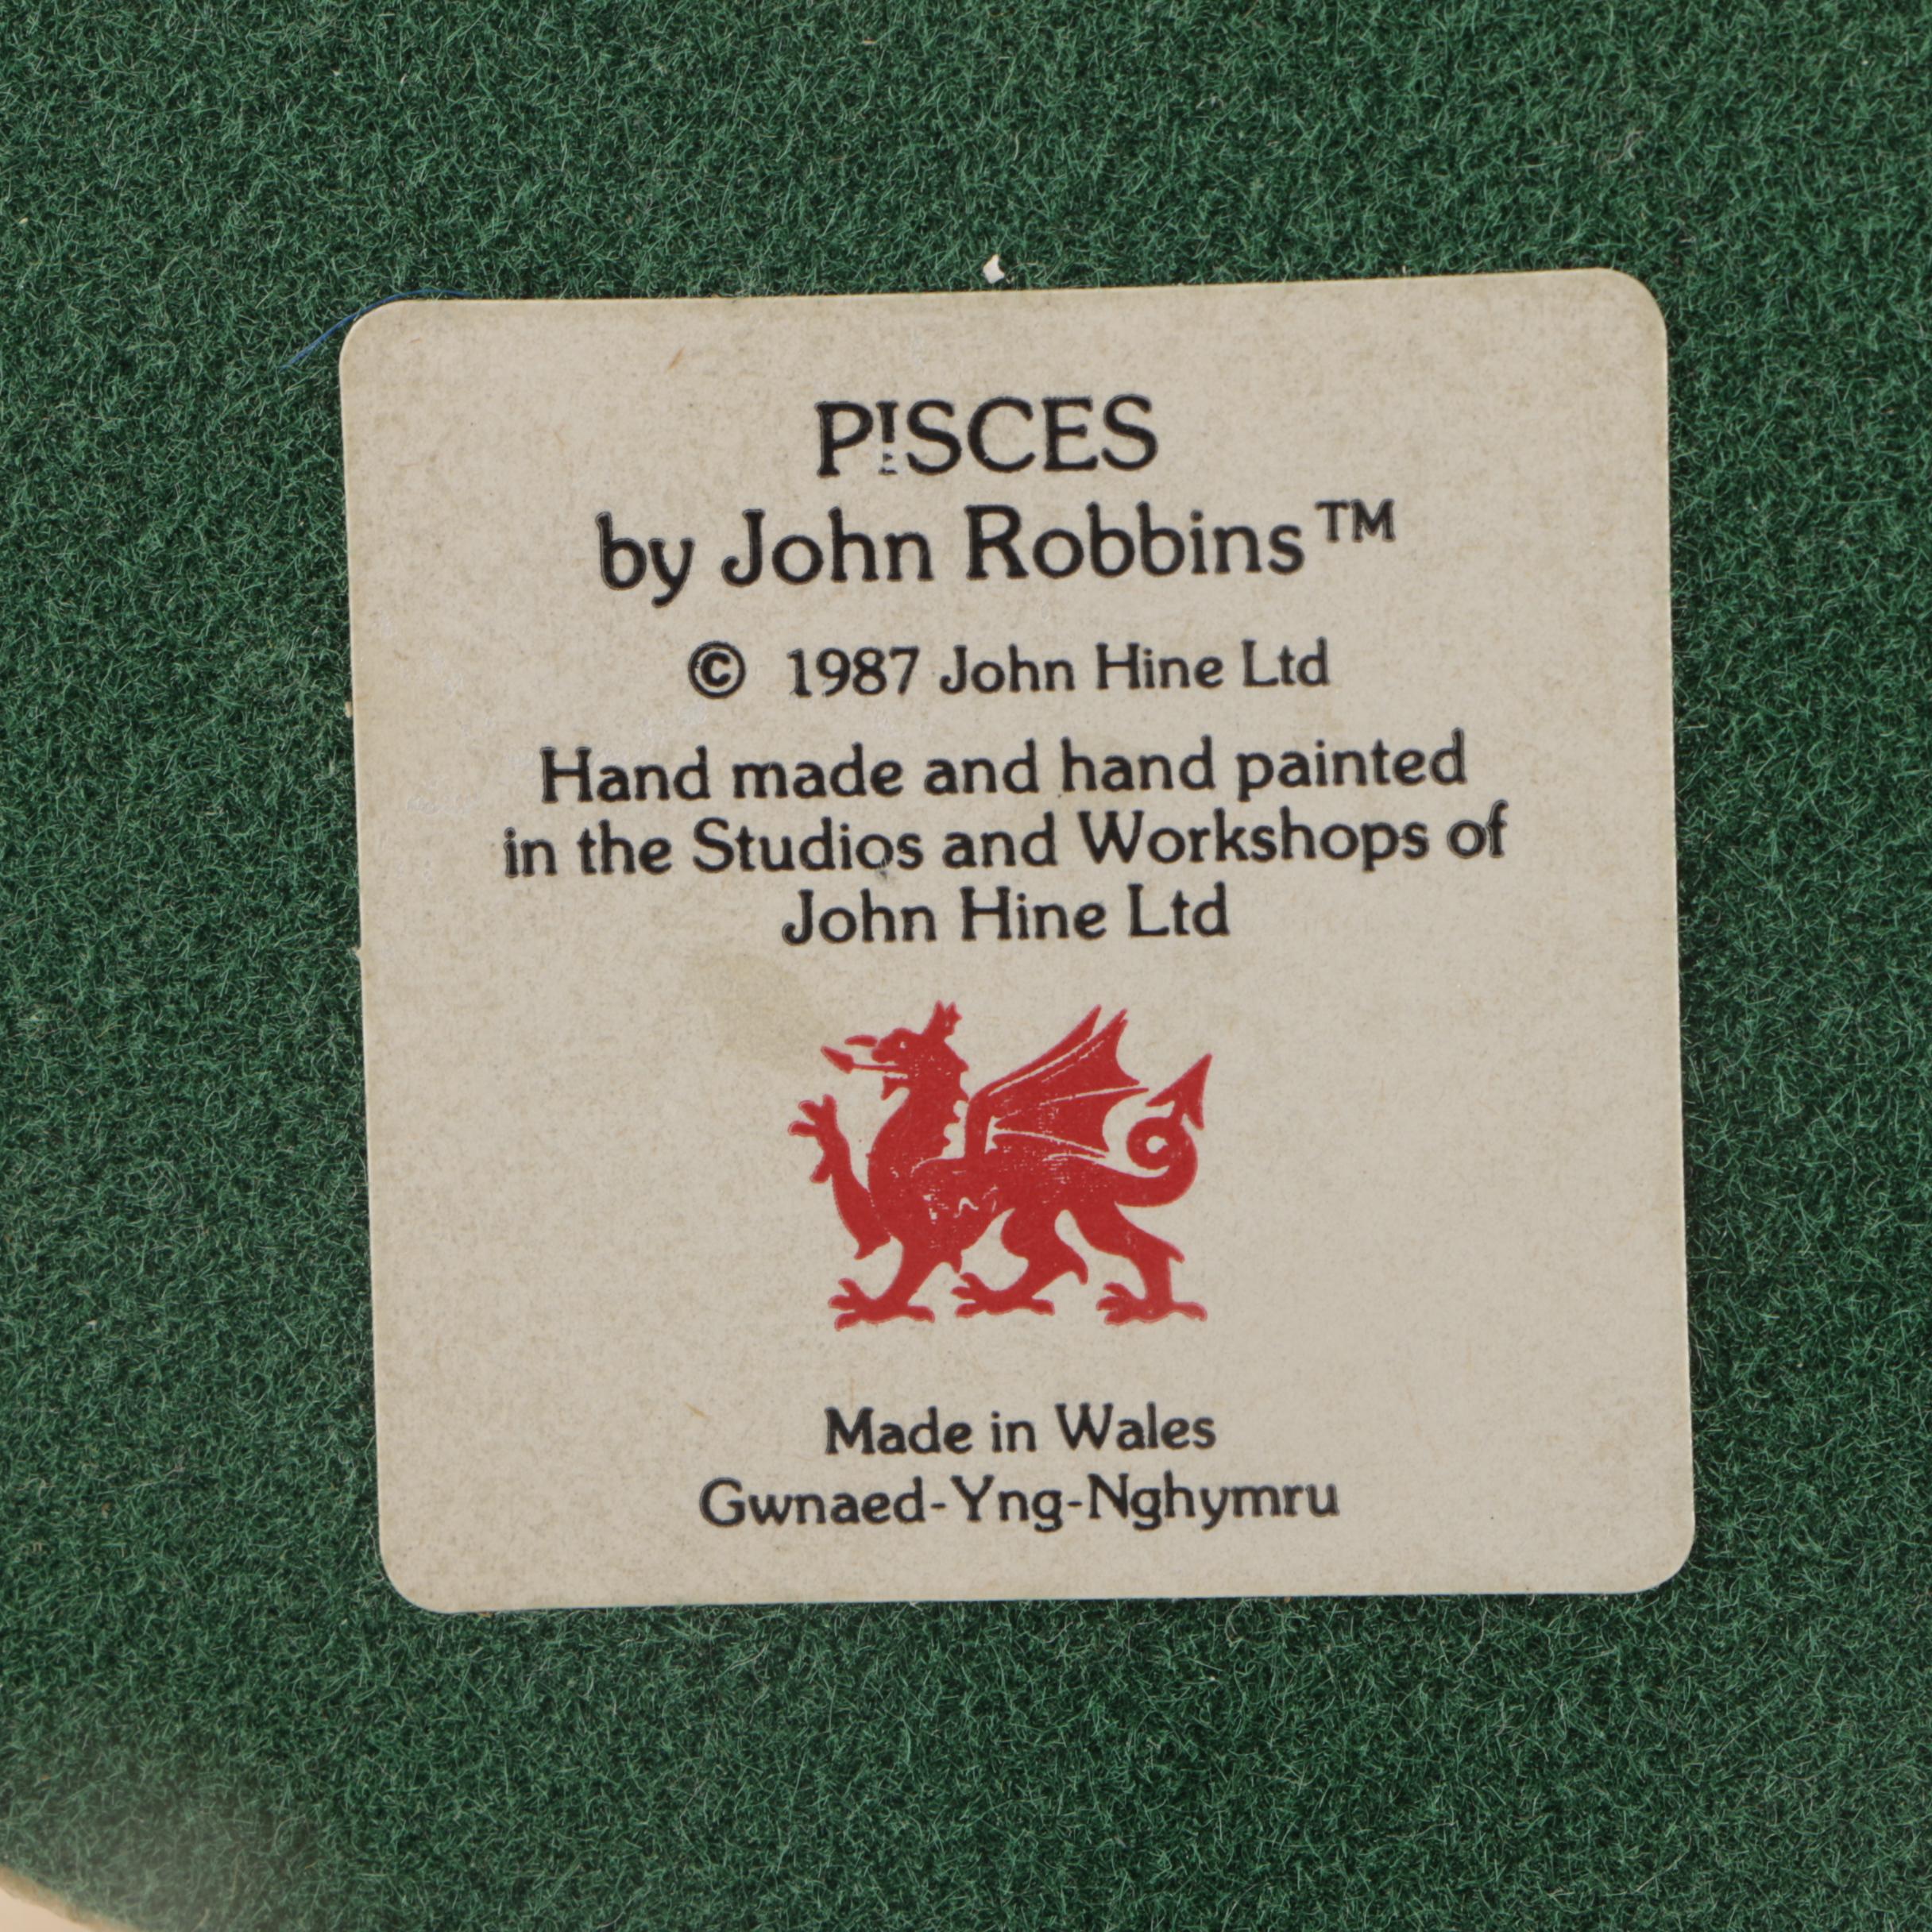 PISCES
by John Robbins™
© 1987 John Hine Ltd
Hand made and hand painted
in the Studios and Workshops of
John Hine Ltd
Made in Wales
Gwnaed-Yng-Nghymru